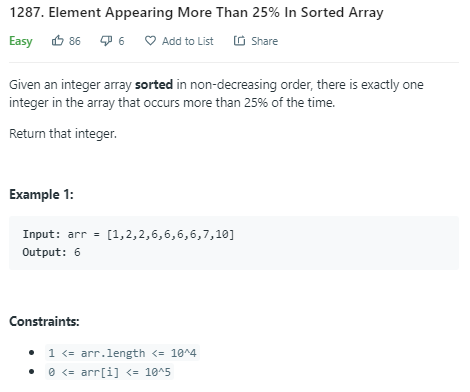 1287. Element Appearing More Than 25% In Sorted Array
Easy 86 6 Add to List Share
Given an integer array sorted in non-decreasing order, there is exactly one
integer in the array that occurs more than 25% of the time.
Return that integer.
Example 1:
Input: arr = [1,2,2,6,6,6,6,7,10]
Output: 6
Constraints:
• 1 <= arr.length <= 10^4
• 0 <= arr[i] <= 10^5